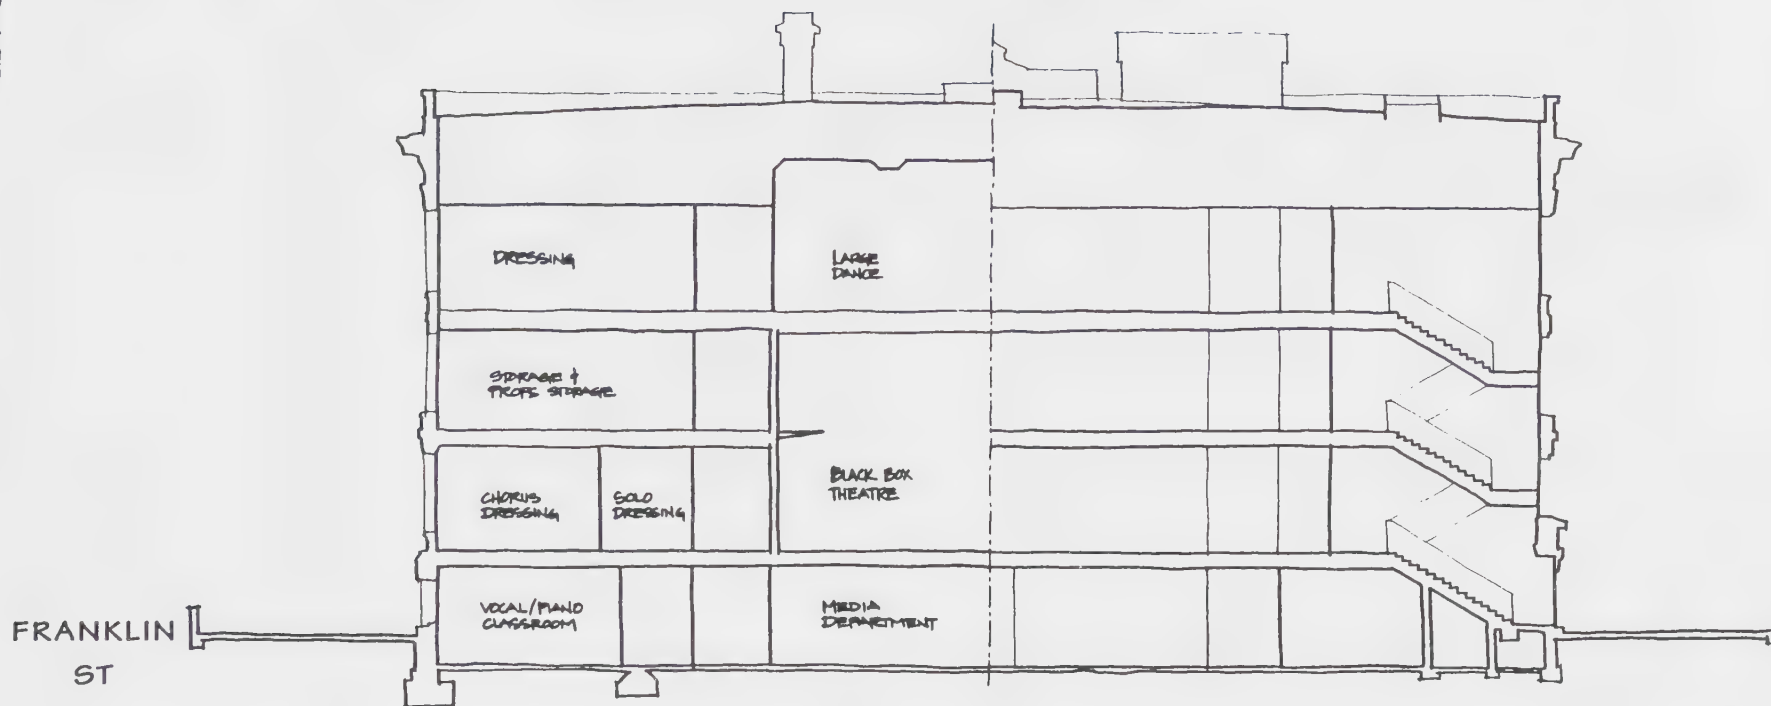 DRESSING
LARGE
DANCE
STORAGE &
PROPS STORAGE
BLACK BOX
THEATRE
CHORUS
DRESSING
SOLO
DRESSING
VOCAL/PIANO
CLASSROOM
MEDIA
DEPARTMENT
FRANKLIN
ST